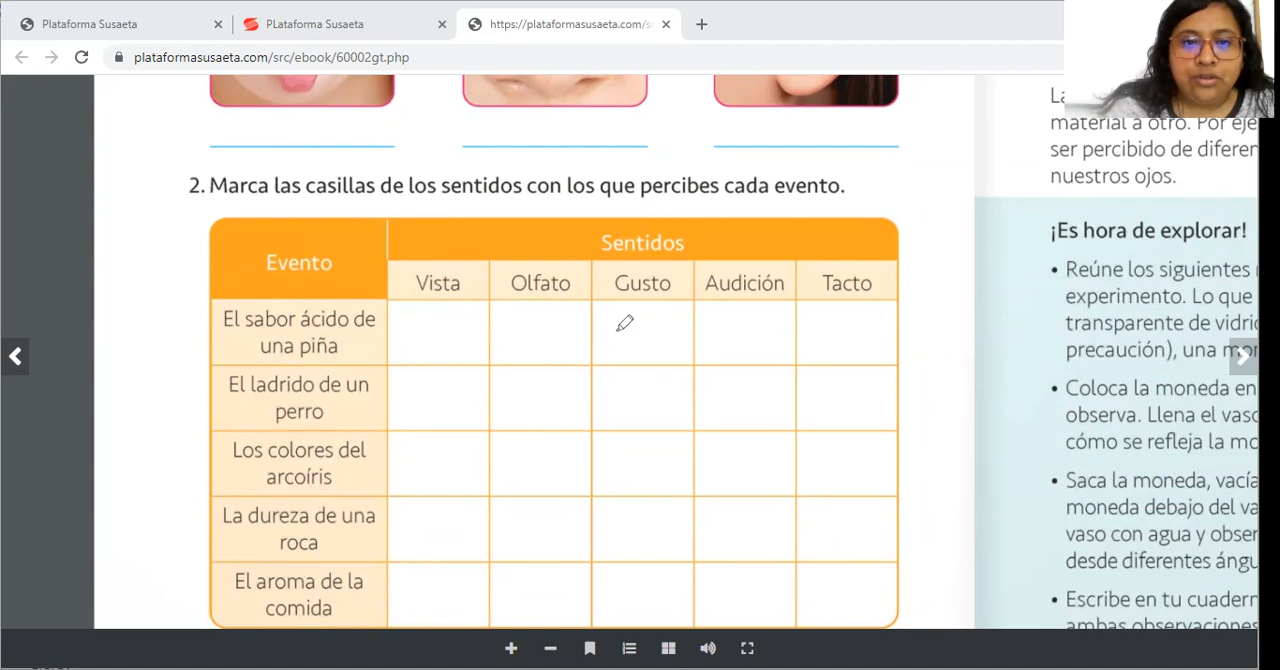 Plataforma Susaeta
PLataforma Susaeta
https://plataformasusaeta.com/s
plataformasusaeta.com/src/ebook/60002gt.php
2. Marca las casillas de los sentidos con los que percibes cada evento.
Evento
Sentidos
Vista Olfato Gusto Audición Tacto
El sabor ácido de
una piña
El ladrido de un
perro
Los colores del
arcoíris
La dureza de una
roca
El aroma de la
comida
material a otro. Por eje
ser percibido de diferen
nuestros ojos.
¡Es hora de explorar!
• Reúne los siguientes
experimento. Lo que
transparente de vidri
precaución), una mo
• Coloca la moneda en
observa. Llena el vaso
cómo se refleja la mo
• Saca la moneda, vacía
moneda debajo del va
vaso con agua y obser
desde diferentes ángu
• Escribe en tu cuadern
ambas observaciones